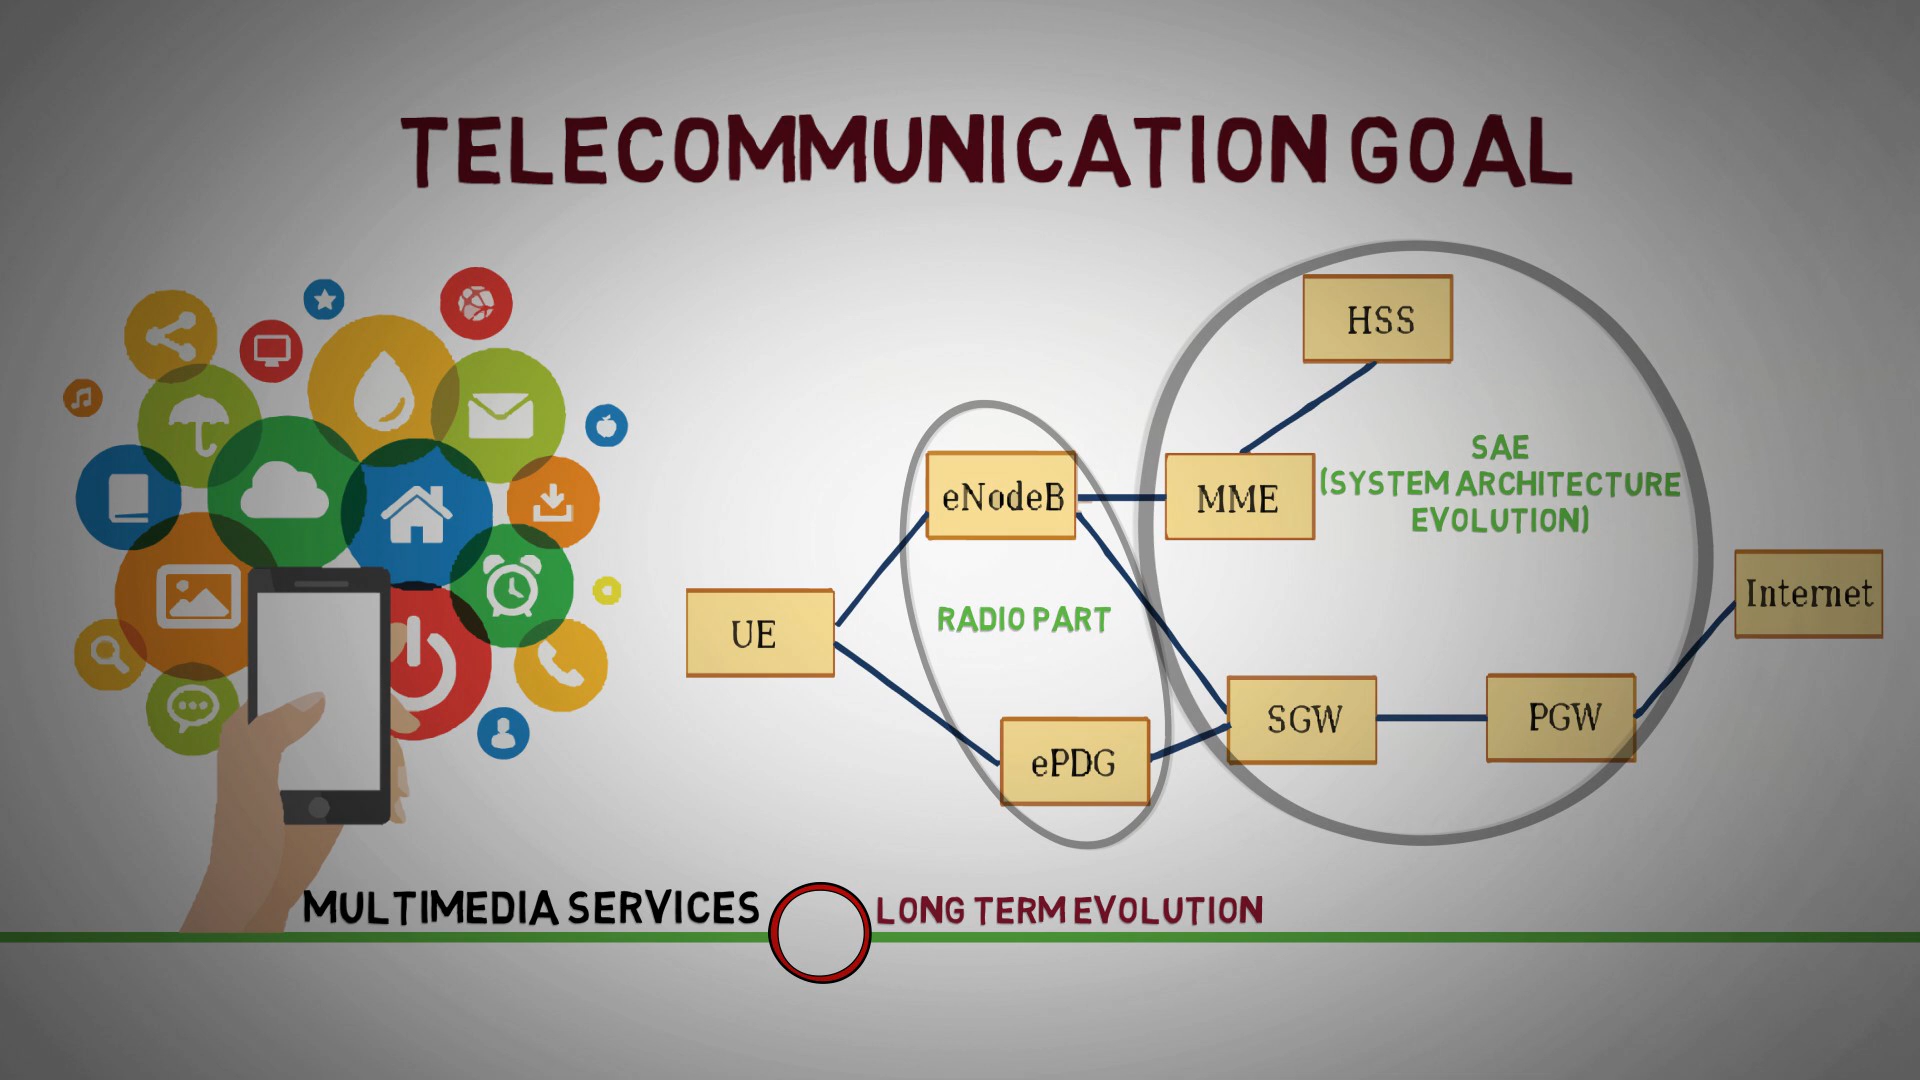 TELECOMMUNICATION GOAL
HSS
SAE
(SYSTEM ARCHITECTURE
EVOLUTION)
eNodeB
MME
Internet
RADIO PART
UE
SGW
PGW
ePDG
MULTIMEDIA SERVICES
LONG TERM EVOLUTION